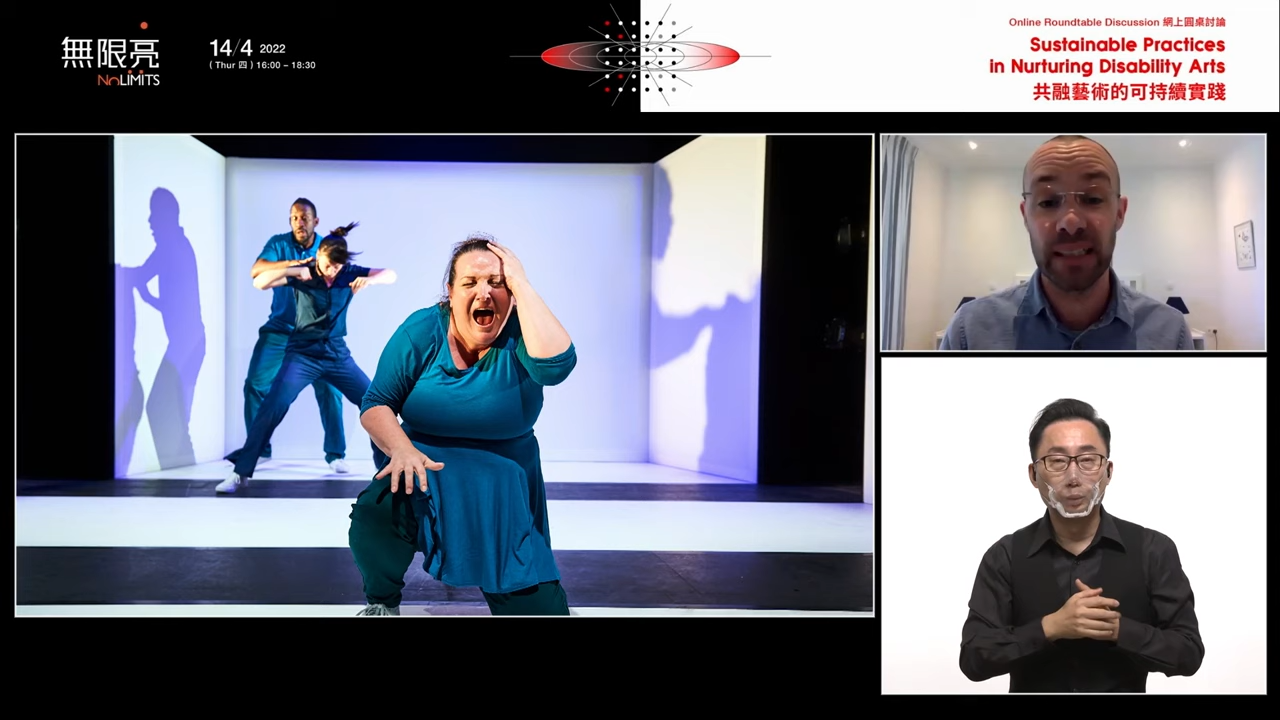 無限亮
NoLIMITS
14/4 2022
( Thur 四 ) 16:00 – 18:30
Online Roundtable Discussion 網上圓桌討論
Sustainable Practices
in Nurturing Disability Arts
共融藝術的可持續實踐